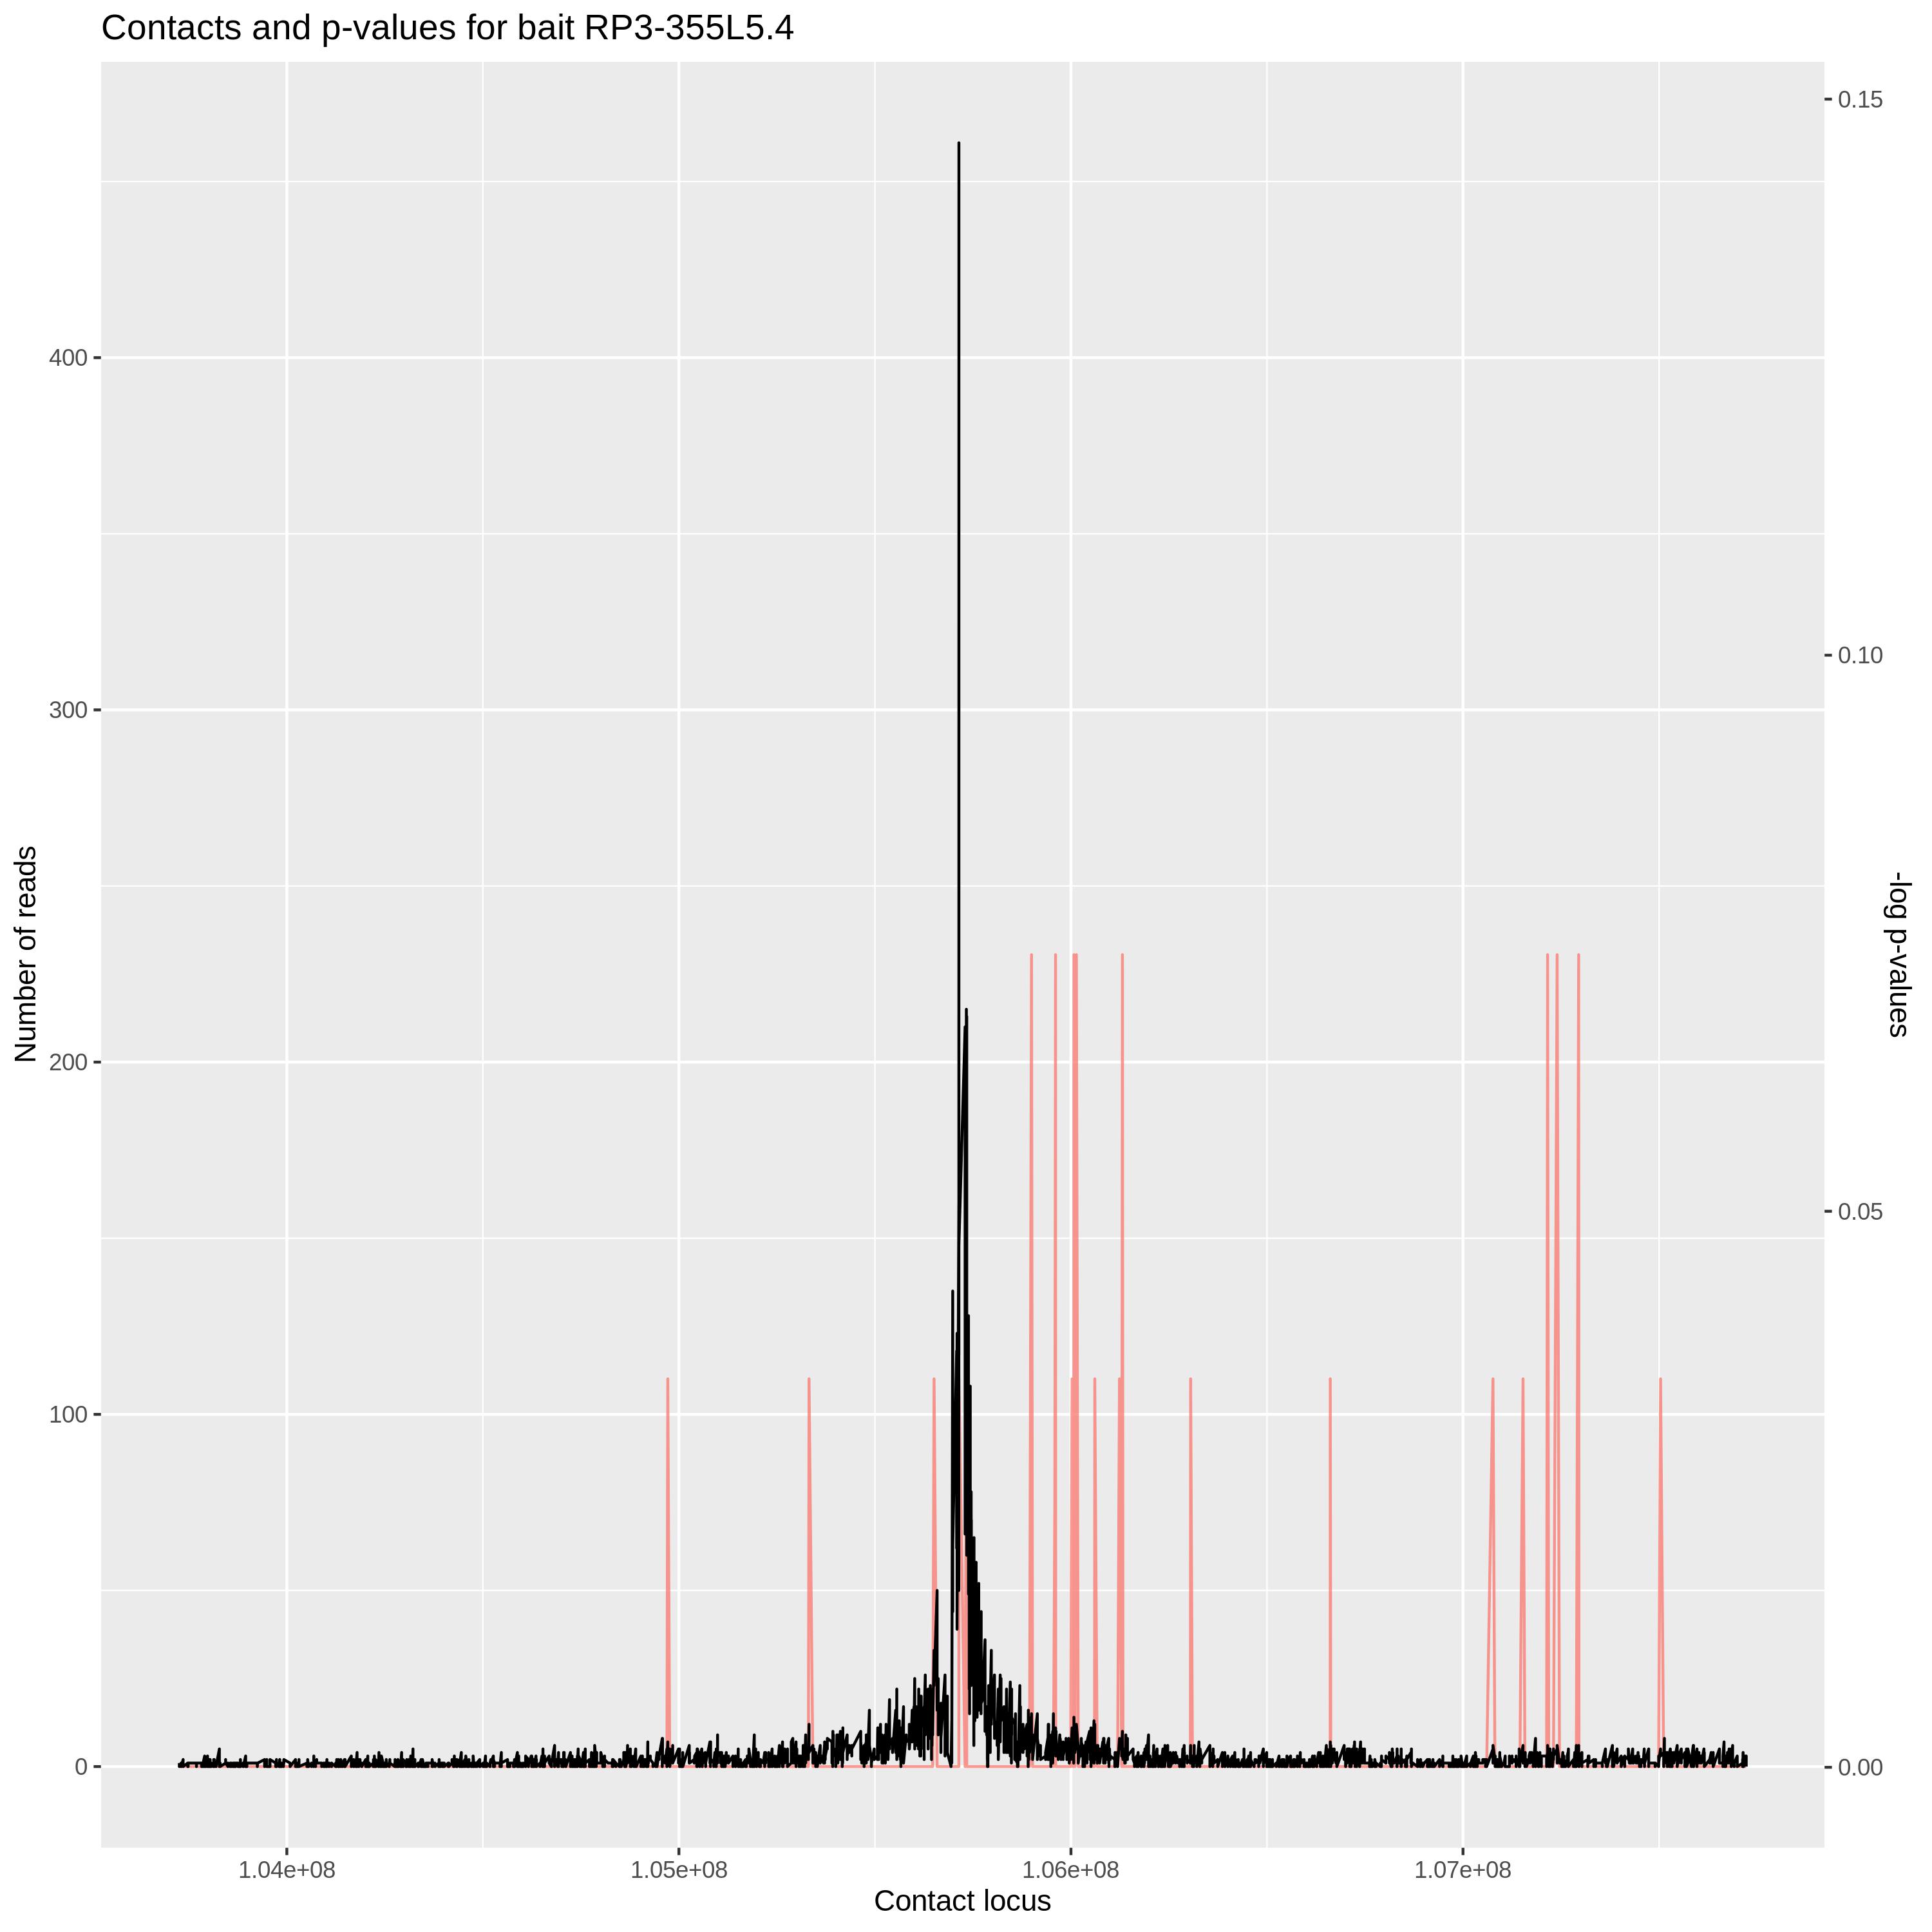 Contacts and p-values for bait RP3-355L5.4
Number of reads
400
300
200
100
0
0.15
0.10
0.05
0.00
-log p-values
1.04e+08
1.05e+08
1.06e+08
1.07e+08
Contact locus